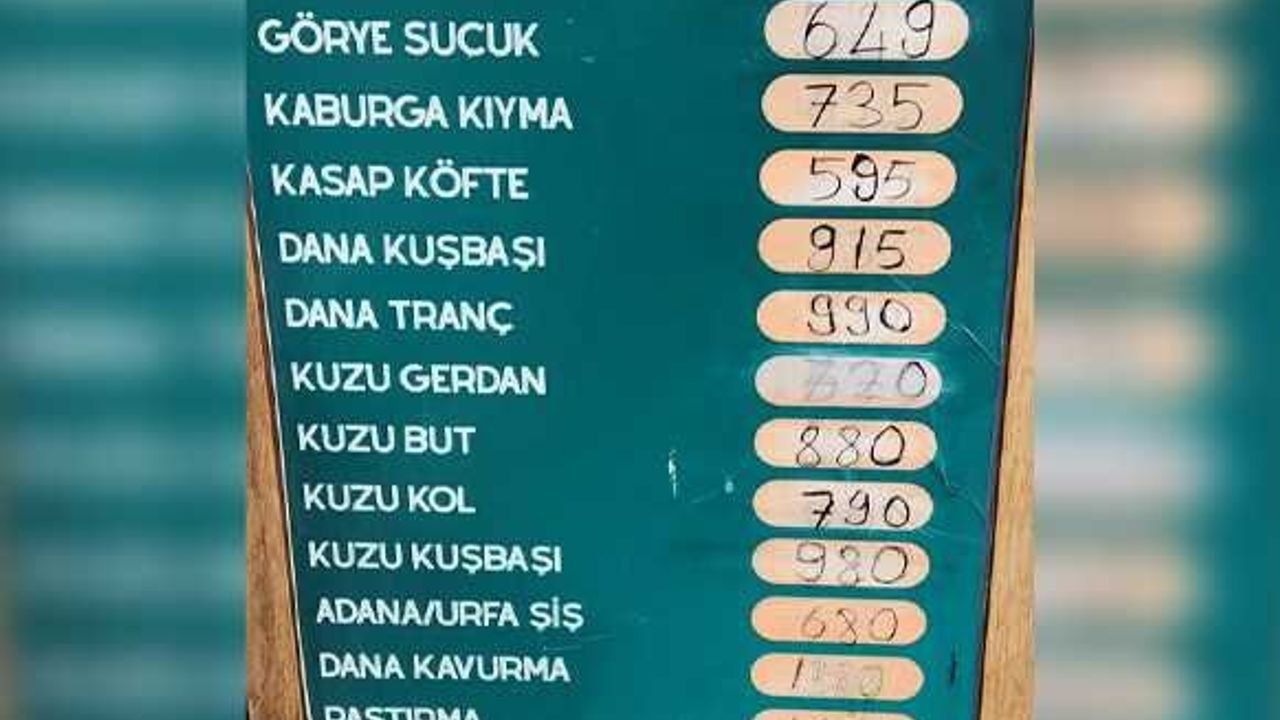 GÖRYE SUCUK 649
KABURGA KIYMA 735
KASAP KÖFTE 595
DANA KUŞBAŞI 915
DANA TRANÇ 990
KUZU GERDAN
KUZU BUT 880
KUZU KOL 790
KUZU KUŞBAŞI 980
ADANA/URFA ŞİŞ 680
DANA KAVURMA
PASTIRMA